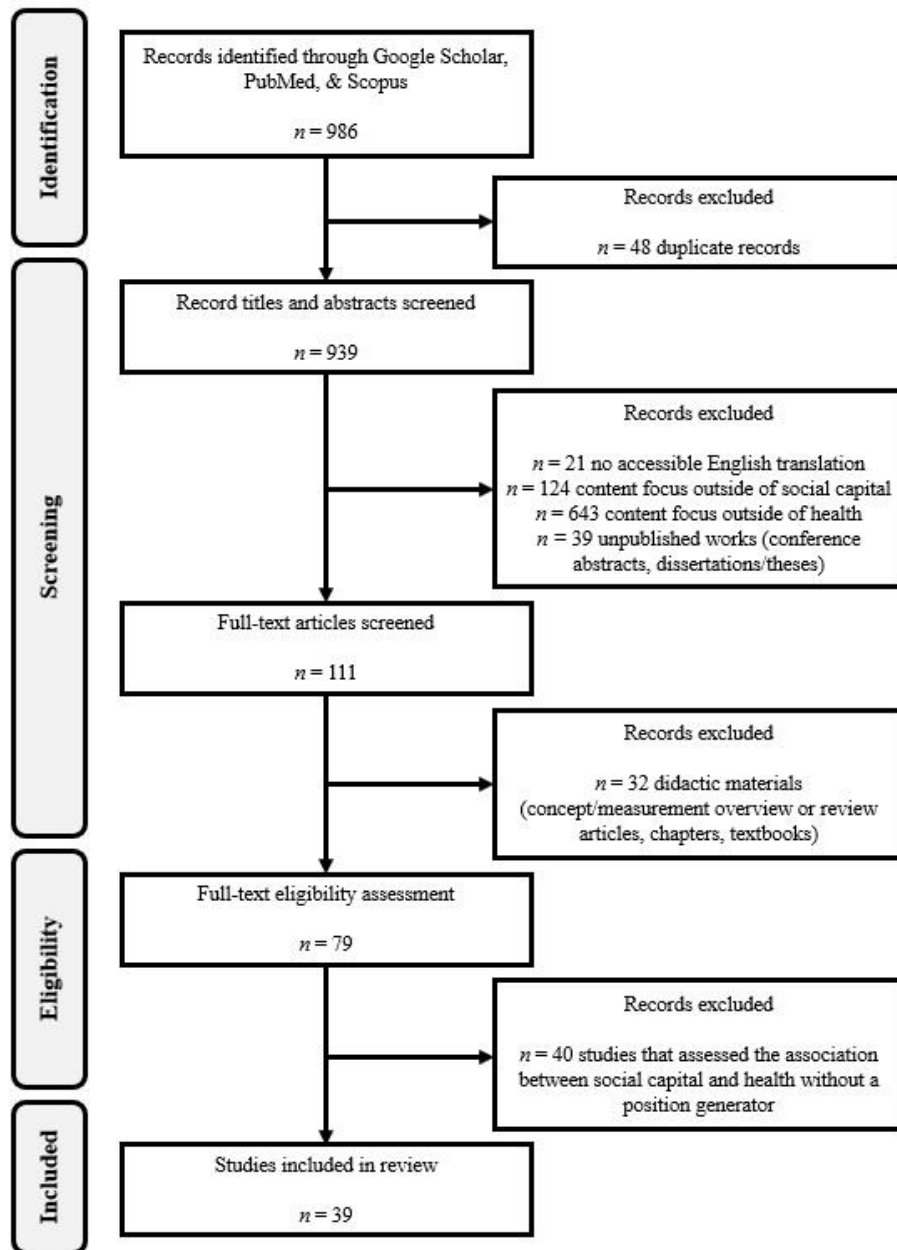 Identification
Records identified through Google Scholar,
PubMed, & Scopus
n = 986
Records excluded
n = 48 duplicate records
Screening
Record titles and abstracts screened
n = 939
Records excluded
n = 21 no accessible English translation
n = 124 content focus outside of social capital
n = 643 content focus outside of health
n = 39 unpublished works (conference
abstracts, dissertations/theses)
Full-text articles screened
n = 111
Records excluded
n = 32 didactic materials
(concept/measurement overview or review
articles, chapters, textbooks)
Eligibility
Full-text eligibility assessment
n = 79
Records excluded
n = 40 studies that assessed the association
between social capital and health without a
position generator
Included
Studies included in review
n = 39